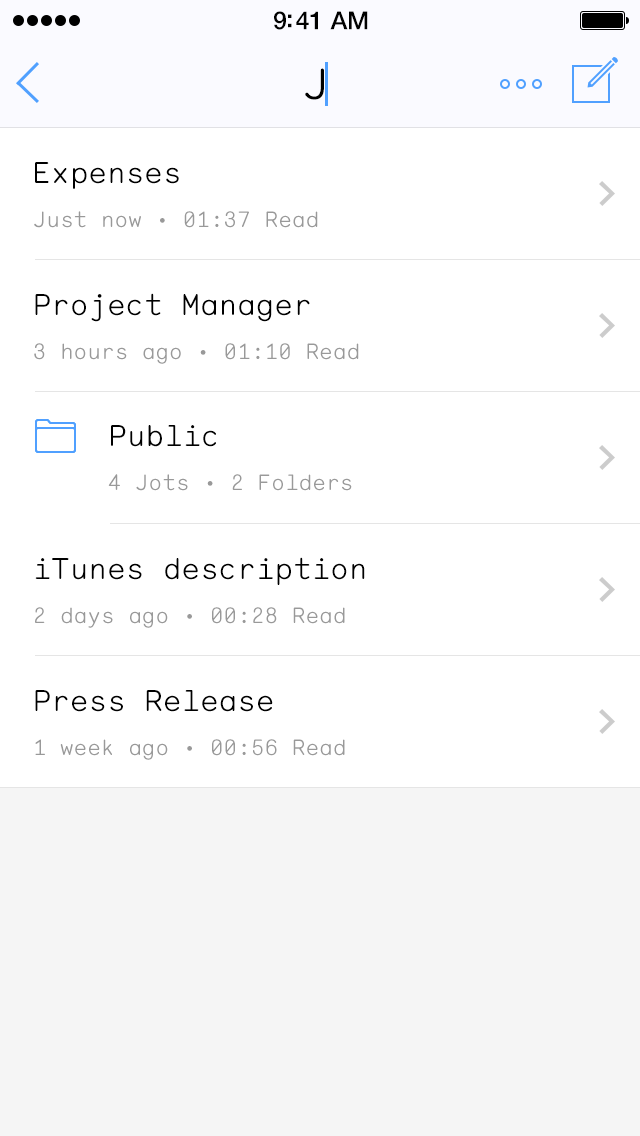 9:41 AM
J
Expenses
Just now • 01:37 Read
Project Manager
3 hours ago • 01:10 Read
Public
4 Jots • 2 Folders
iTunes description
2 days ago • 00:28 Read
Press Release
1 week ago • 00:56 Read